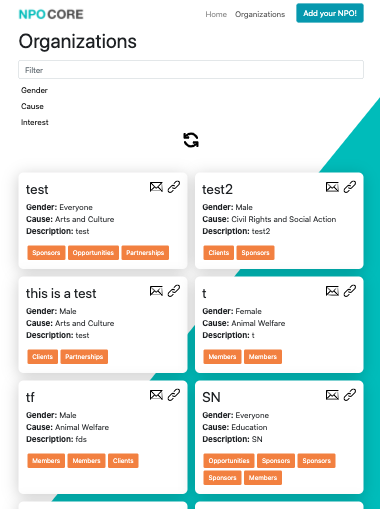 NPOCORE
Home Organizations Add your NPO!
Organizations
Filter
Gender
Cause
Interest
test
Gender: Everyone
Cause: Arts and Culture
Description: test
Sponsors Opportunities Partnerships
test2
Gender: Male
Cause: Civil Rights and Social Action
Description: test2
Clients Sponsors
this is a test
Gender: Male
Cause: Arts and Culture
Description: test
Clients Partnerships
t
Gender: Female
Cause: Animal Welfare
Description: t
Members Members
tf
Gender: Male
Cause: Animal Welfare
Description: fds
Members Members Clients
SN
Gender: Everyone
Cause: Education
Description: SN
Opportunities Sponsors Sponsors
Sponsors Members